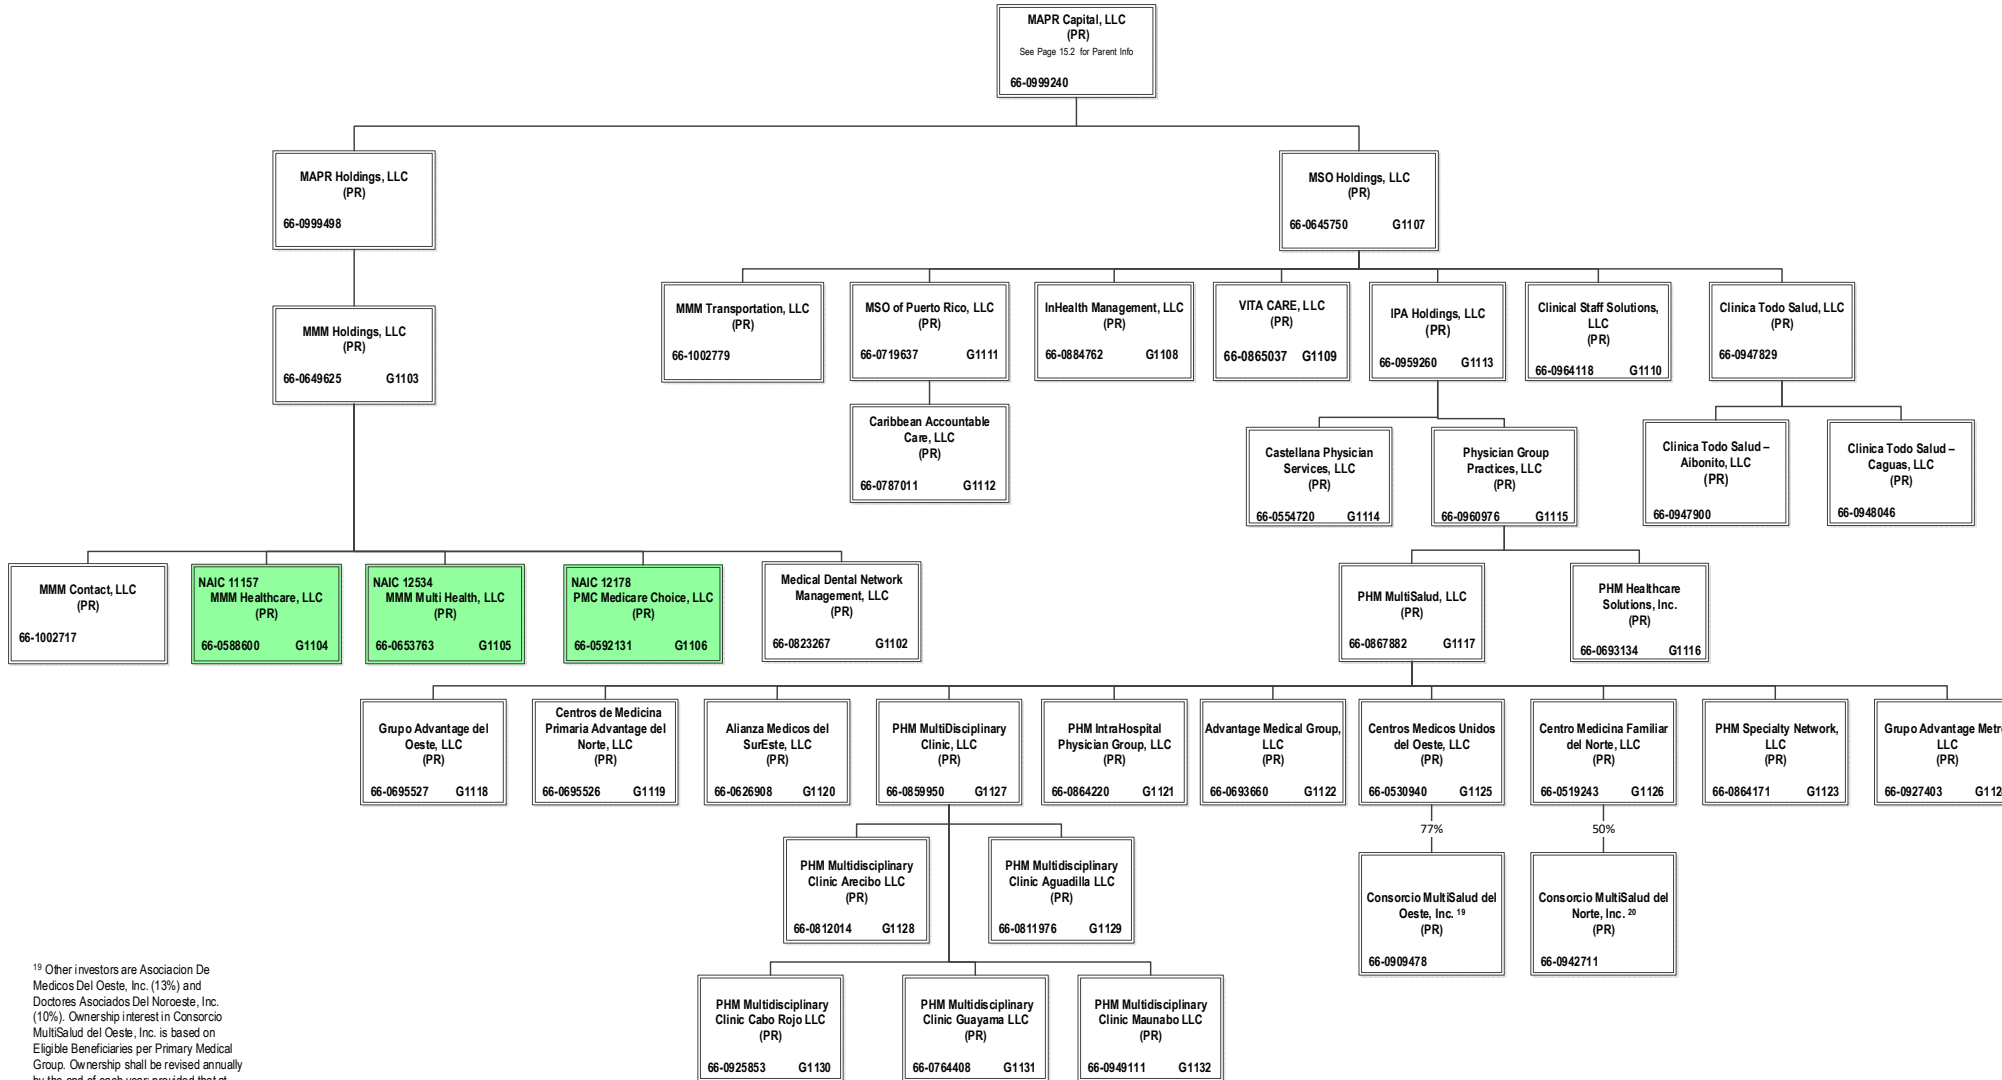 MAPR Capital, LLC
(PR)
See Page 15.2 for Parent Info
66-0999240
MAPR Holdings, LLC
(PR)
66-0999498
MSO Holdings, LLC
(PR)
66-0645750 G1107
MMM Holdings, LLC
(PR)
66-0649625 G1103
MMM Transportation, LLC
(PR)
66-1002779
MSO of Puerto Rico, LLC
(PR)
66-0719637 G1111
InHealth Management, LLC
(PR)
66-0884762 G1108
VITA CARE, LLC
(PR)
66-0865037 G1109
IPA Holdings, LLC
(PR)
66-0959260 G1113
Clinical Staff Solutions,
LLC
(PR)
66-0964118 G1110
Clinica Todo Salud, LLC
(PR)
66-0947829
Caribbean Accountable
Care, LLC
(PR)
66-0787011 G1112
Castellana Physician
Services, LLC
(PR)
66-0554720 G1114
Physician Group
Practices, LLC
(PR)
66-0960976 G1115
Clinica Todo Salud –
Aibonito, LLC
(PR)
66-0947900
Clinica Todo Salud –
Caguas, LLC
(PR)
66-0948046
MMM Contact, LLC
(PR)
66-1002717
NAIC 11157
MMM Healthcare, LLC
(PR)
66-0588600 G1104
NAIC 12534
MMM Multi Health, LLC
(PR)
66-0653763 G1105
NAIC 12178
PMC Medicare Choice, LLC
(PR)
66-0592131 G1106
Medical Dental Network
Management, LLC
(PR)
66-0823267 G1102
PHM MultiSalud, LLC
(PR)
66-0867882 G1117
PHM Healthcare
Solutions, Inc.
(PR)
66-0693134 G1116
Grupo Advantage del
Oeste, LLC
(PR)
66-0695527 G1118
Centros de Medicina
Primaria Advantage del
Norte, LLC
(PR)
66-0695526 G1119
Alianza Medicos del
SurEste, LLC
(PR)
66-0626908 G1120
PHM MultiDisciplinary
Clinic, LLC
(PR)
66-0859950 G1127
PHM IntraHospital
Physician Group, LLC
(PR)
66-0864220 G1121
Advantage Medical Group,
LLC
(PR)
66-0693660 G1122
Centros Medicos Unidos
del Oeste, LLC
(PR)
66-0530940 G1125
Centro Medicina Familiar
del Norte, LLC
(PR)
66-0519243 G1126
PHM Specialty Network,
LLC
(PR)
66-0864171 G1123
Grupo Advantage
LLC
(PR)
66-0927403
77%
50%
PHM Multidisciplinary
Clinic Arecibo LLC
(PR)
66-0812014 G1128
PHM Multidisciplinary
Clinic Aguadilla LLC
(PR)
66-0811976 G1129
Consorcio MultiSalud del
Oeste, Inc. 19
(PR)
66-0909478
Consorcio MultiSalud del
Norte, Inc. 20
(PR)
66-0942711
PHM Multidisciplinary
Clinic Cabo Rojo LLC
(PR)
66-0925853 G1130
PHM Multidisciplinary
Clinic Guayama LLC
(PR)
66-0764408 G1131
PHM Multidisciplinary
Clinic Maunabo LLC
(PR)
66-0949111 G1132
19 Other investors are Asociacion De
Medicos Del Oeste, Inc. (13%) and
Doctores Asociados Del Noroeste, Inc.
(10%). Ownership interest in Consorcio
MultiSalud del Oeste, Inc. is based on
Eligible Beneficiaries per Primary Medical
Group. Ownership shall be revised annually
by the end of each year; provided that at